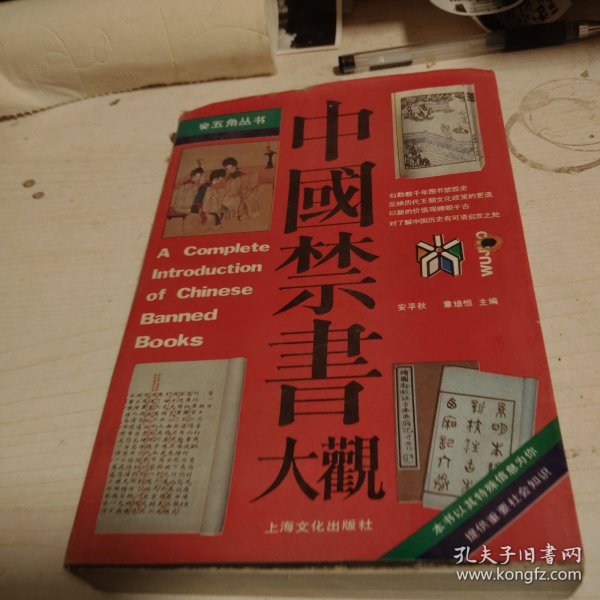 五角丛书
中國禁書
大觀
A Complete
Introduction
of Chinese
Banned
Books
勾勒数千年图书禁毁史
反映历代王朝文化政策的更迭
以新的价值观睥睨千古
对了解中国历史有可资启发之处
安平秋 章培恒 主编
本书以其特殊信息为你
提供重要社会知识
上海文化出版社
孔夫子旧书网
www.kongfz.com